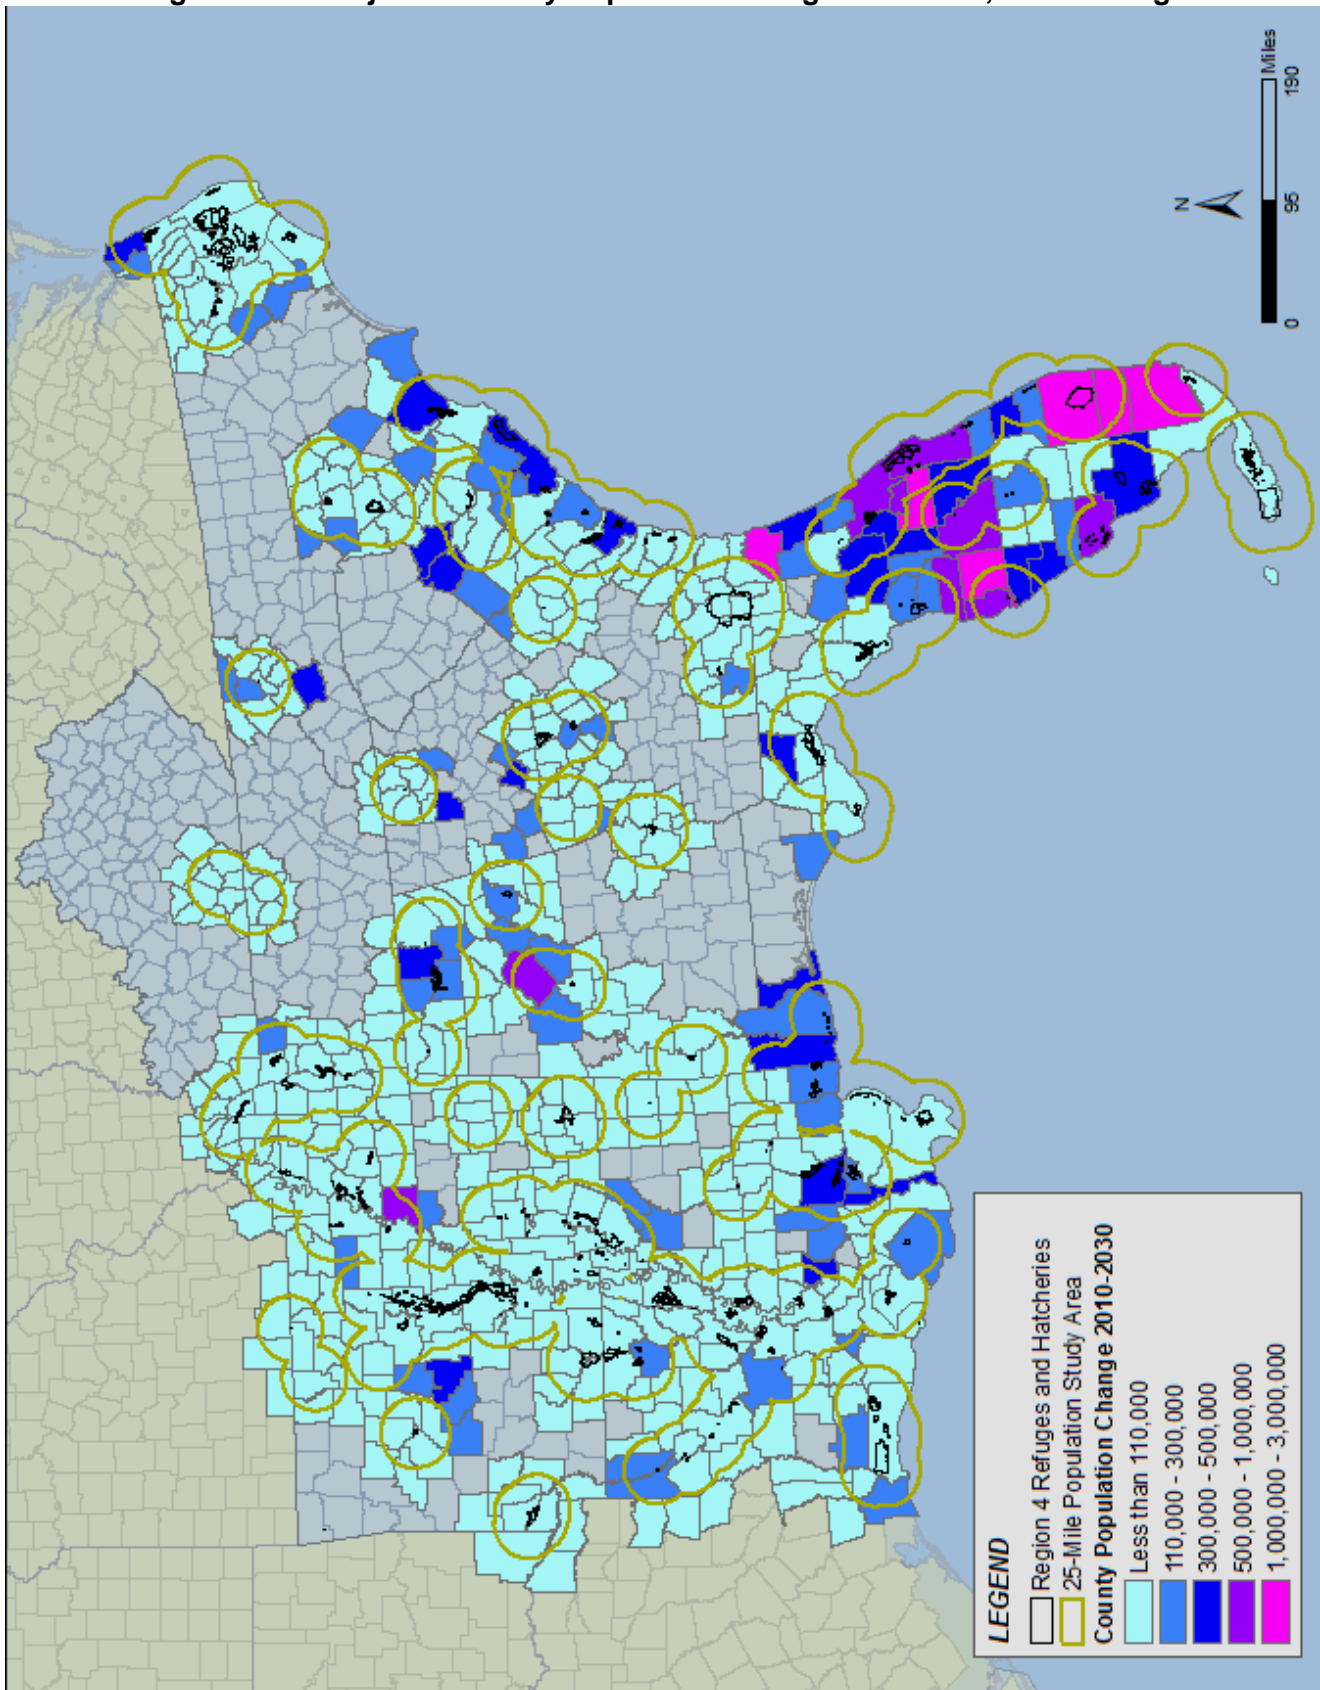 N
0 95 190 Miles
LEGEND
Region 4 Refuges and Hatcheries
25-Mile Population Study Area
County Population Change 2010-2030
Less than 110,000
110,000 - 300,000
300,000 - 500,000
500,000 - 1,000,000
1,000,000 - 3,000,000